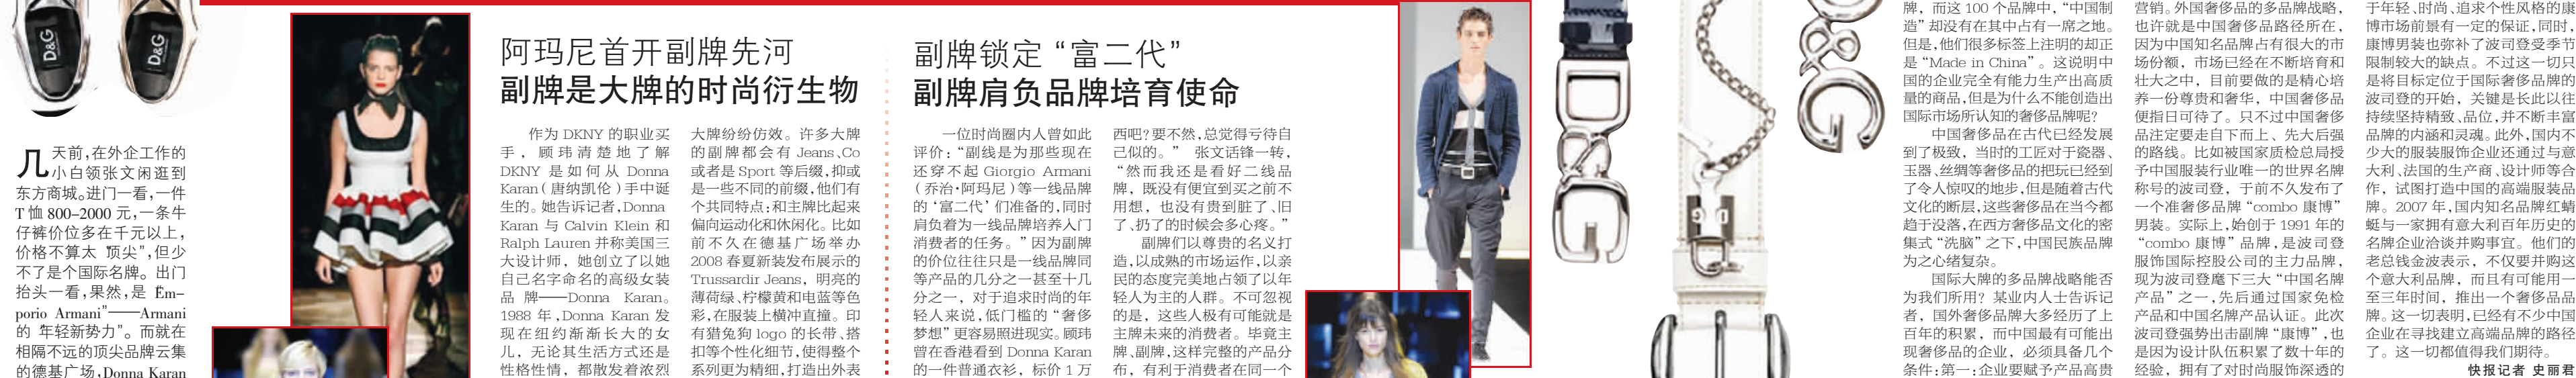 D&G
D&G
几天前,在外企工作的
小白领张文闲逛到
东方商城。进门一看,一件
T恤800-2000元,一条牛
仔裤价位多在千元以上,
价格不算太“顶尖”,但少
不了是个国际名牌。出门
抬头一看,果然,是“Em-
porio Armani”——Armani
的“年轻新势力”。而就在
相隔不远的顶尖品牌云集
的德基广场,Donna Karan
阿玛尼首开副牌先河
副牌是大牌的时尚衍生物
作为DKNY的职业买
手，顾玮清楚地了解
DKNY是如何从Donna
Karan(唐纳凯伦)手中诞
生的。她告诉记者,Donna
Karan与Calvin Klein和
Ralph Lauren并称美国三
大设计师，她创立了以她
自己名字命名的高级女装
品牌——Donna Karan。
1988年,Donna Karan发
现在纽约渐渐长大的女
儿，无论其生活方式还是
性格性情，都散发着浓烈
大牌纷纷仿效。许多大牌
的副牌都会有Jeans、Co
或者是Sport等后缀,抑或
是一些不同的前缀,他们有
个共同特点:和主牌比起来
偏向运动化和休闲化。比如
前不久在德基广场举办
2008春夏新装发布展示的
Trussardir Jeans，明亮的
薄荷绿、柠檬黄和电蓝等色
彩,在服装上横冲直撞。印
有猎兔狗logo的长带、搭
扣等个性化细节,使得整个
系列更为精细,打造出外表
副牌锁定“富二代”
副牌肩负品牌培育使命
一位时尚圈内人曾如此
评价:“副线是为那些现在
还穿不起Giorgio Armani
(乔治·阿玛尼)等一线品牌
的‘富二代’们准备的,同时
肩负着为一线品牌培养入门
消费者的任务。”因为副牌
的价位往往只是一线品牌同
等产品的几分之一甚至十几
分之一，对于追求时尚的年
轻人来说,低门槛的“奢侈
梦想”更容易照进现实。顾玮
曾在香港看到Donna Karan
的一件普通衣衫，标价1万
西吧?要不然,总觉得亏待自
己似的。” 张文话锋一转,
“然而我还是看好二线品
牌，既没有便宜到买之前不
用想，也没有贵到脏了、旧
了、扔了的时候会多心疼。”
副牌们以尊贵的名义打
造,以成熟的市场运作,以亲
民的态度完美地占领了以年
轻人为主的人群。不可忽视
的是，这些人极有可能就是
主牌未来的消费者。毕竟主
牌、副牌,这样完整的产品分
布，有利于消费者在同一个
D&G
&G
牌，而这100个品牌中,“中国制
造”却没有在其中占有一席之地。
但是,他们很多标签上注明的却正
是“Made in China”。这说明中
国的企业完全有能力生产出高质
量的商品,但是为什么不能创造出
国际市场所认知的奢侈品牌呢?
中国奢侈品在古代已经发展
到了极致，当时的工匠对于瓷器、
玉器、丝绸等奢侈品的把玩已经到
了令人惊叹的地步,但是随着古代
文化的断层,这些奢侈品在当今都
趋于没落,在西方奢侈品文化的密
集式“洗脑”之下,中国民族品牌
为之心绪复杂。
国际大牌的多品牌战略能否
为我们所用? 某业内人士告诉记
者，国外奢侈品牌大多经历了上
百年的积累，而中国最有可能出
现奢侈品的企业，必须具备几个
条件:第一:企业要赋予产品高贵
营销。外国奢侈品的多品牌战略,
也许就是中国奢侈品路径所在,
因为中国知名品牌占有很大的市
场份额，市场已经在不断培育和
壮大之中，目前要做的是精心培
养一份尊贵和奢华，中国奢侈品
便指日可待了。只不过中国奢侈
品注定要走自下而上、先大后强
的路线。比如被国家质检总局授
予中国服装行业唯一的世界名牌
称号的波司登，于前不久发布了
一个准奢侈品牌“combo康博”
男装。实际上,始创于1991年的
“combo康博”品牌,是波司登
服饰国际控股公司的主力品牌,
现为波司登麾下三大“中国名牌
产品”之一,先后通过国家免检
产品和中国名牌产品认证。此次
波司登强势出击副牌“康博”,也
是因为设计队伍积累了数十年的
经验，拥有了对时尚服饰深透的
于年轻、时尚、追求个性风格的康
博市场前景有一定的保证,同时,
康博男装也弥补了波司登受季节
限制较大的缺点。不过这一切只
是将目标定位于国际奢侈品牌的
波司登的开始，关键是长此以往
持续坚持精致、品位,并不断丰富
品牌的内涵和灵魂。此外,国内不
少大的服装服饰企业还通过与意
大利、法国的生产商、设计师等合
作，试图打造中国的高端服装品
牌。2007年,国内知名品牌红蜻
蜓与一家拥有意大利百年历史的
名牌企业洽谈并购事宜。他们的
老总钱金波表示，不仅要并购这
个意大利品牌，而且有可能用一
至三年时间，推出一个奢侈品品
牌。这一切表明,已经有不少中国
企业在寻找建立高端品牌的路径
了。这一切都值得我们期待。
快报记者 史丽君